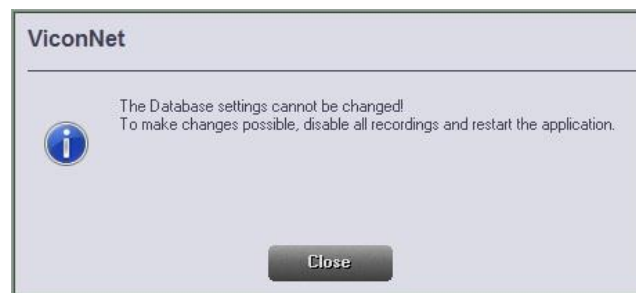 ViconNet
The Database settings cannot be changed!
To make changes possible, disable all recordings and restart the application.
Close